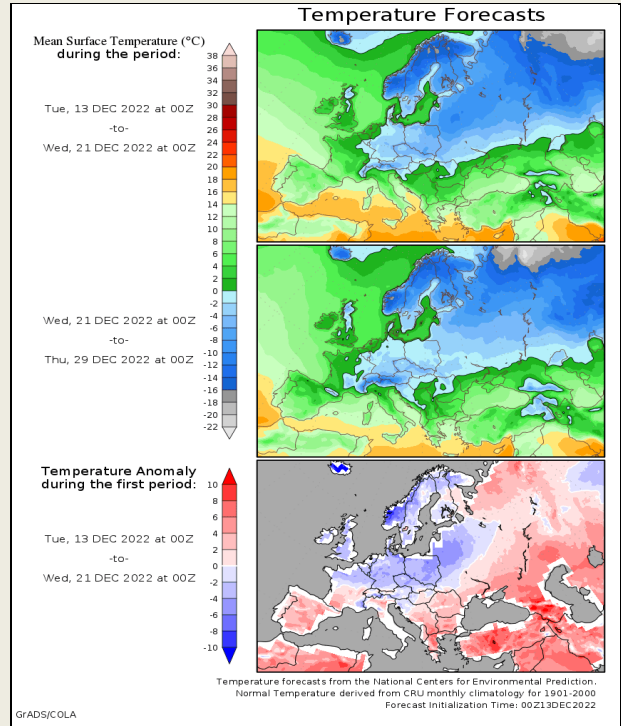 Temperature Forecasts
Mean Surface Temperature (°C)
during the period:
Tue, 13 DEC 2022 at 00Z
-to-
Wed, 21 DEC 2022 at 00Z
38
36
34
32
30
28
26
24
22
20
18
16
14
12
10
8
6
4
2
0
-2
-4
-6
-8
-10
-12
-14
-16
-18
-20
-22
Wed, 21 DEC 2022 at 00Z
-to-
Thu, 29 DEC 2022 at 00Z
Temperature Anomaly
during the first period:
Tue, 13 DEC 2022 at 00Z
-to-
Wed, 21 DEC 2022 at 00Z
10
8
6
4
2
0
-2
-4
-6
-8
-10
Temperature forecasts from the National Centers for Environmental Prediction.
Normal Temperature derived from CRU monthly climatology for 1901-2000
Forecast Initialization Time: 00Z13DEC2022
GrADS/COLA